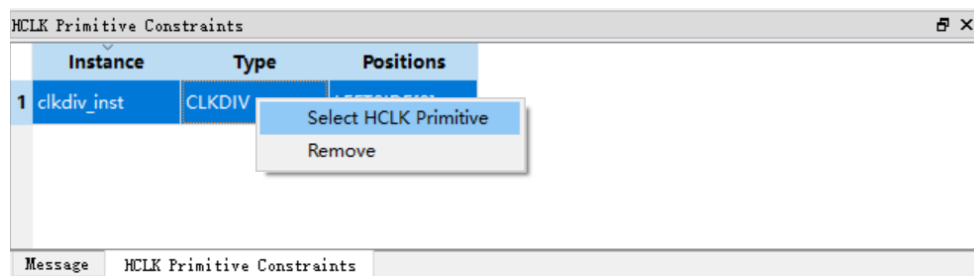 HCLK Primitive Constraints
Instance Type Positions
1 clkdiv_inst CLKDIV
Select HCLK Primitive
Remove
Message HCLK Primitive Constraints